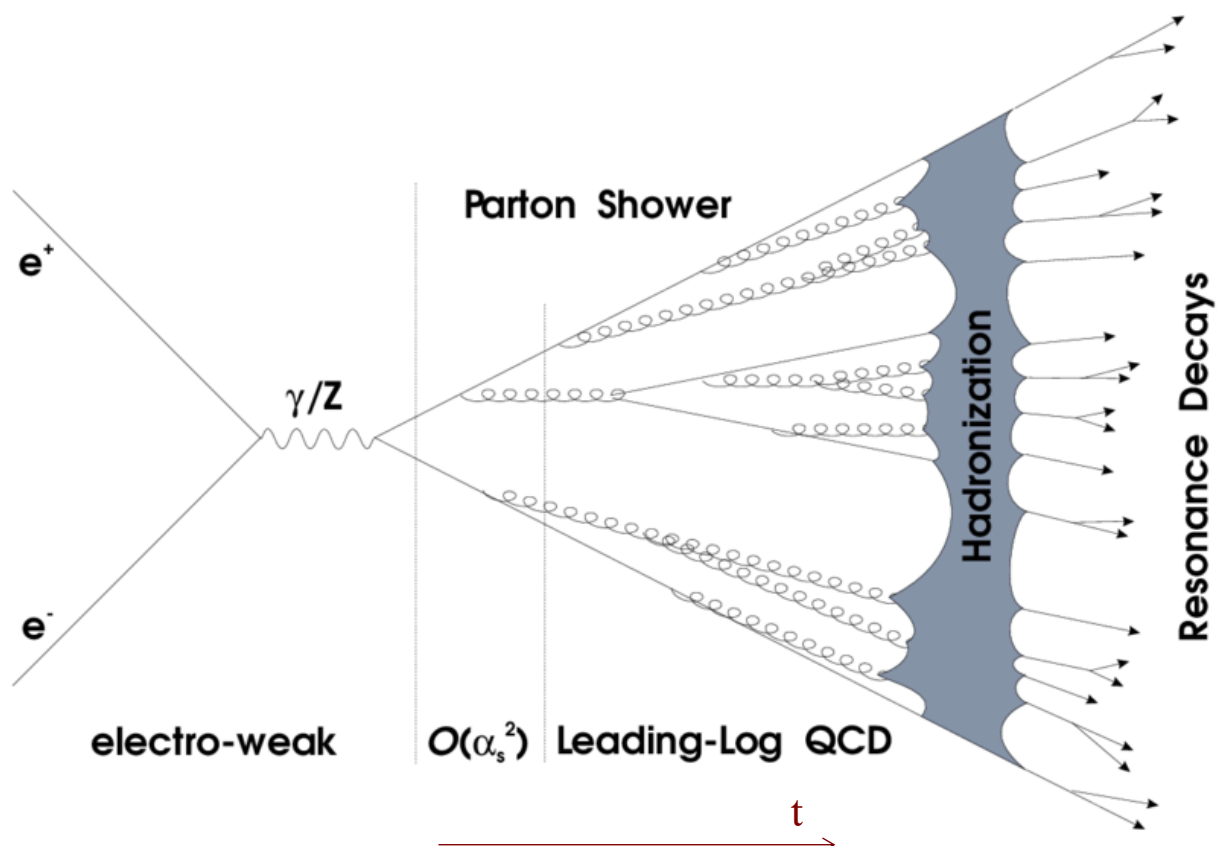 Parton Shower
e⁺
γ/Z
Hadronization
Resonance Decays
e⁻
electro-weak
O(αₛ²)
Leading-Log QCD
t